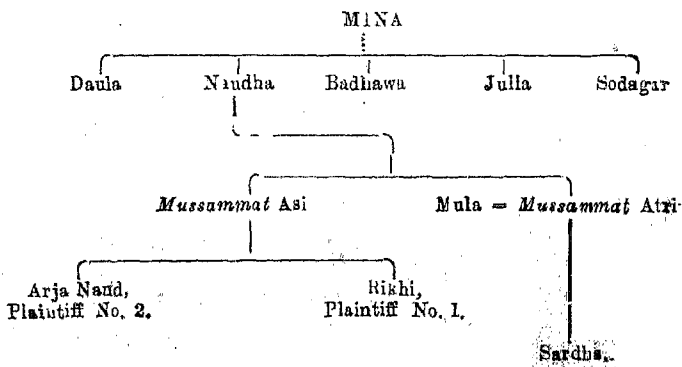 MINA
Daula Naudha Badhawa Julla Sodagar
Mussammat Asi Mula = Mussammat Atri
Arja Nand, Rikhi,
Plaintiff No. 2. Plaintiff No. 1.
Sardha.